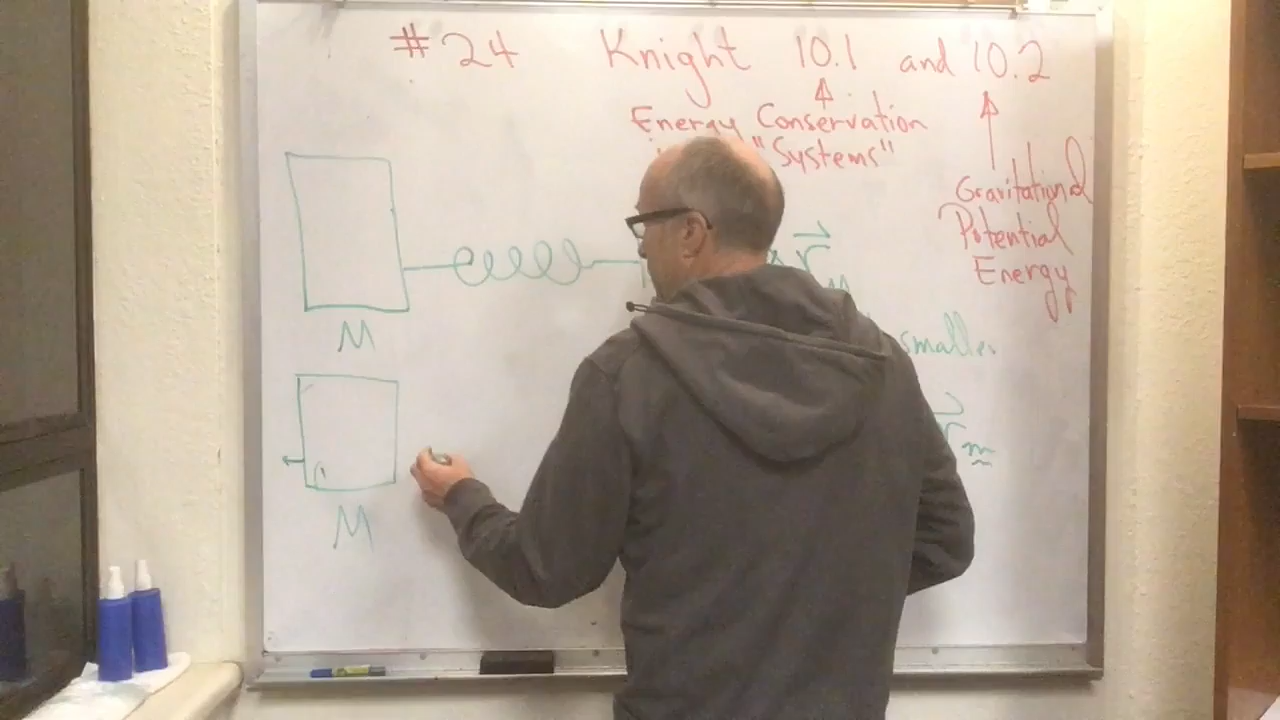 # 24 Knight 10.1 and 10.2
Energy Conservation
"Systems"
Gravitational
Potential
Energy
r
M
smaller
M
r m